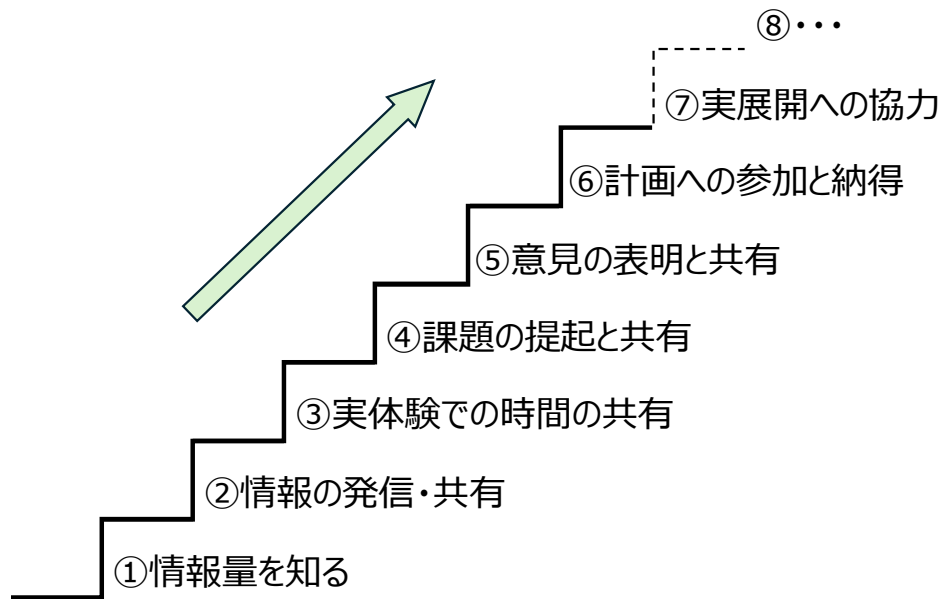 ⑧・・・
⑦実展開への協力
⑥計画への参加と納得
⑤意見の表明と共有
④課題の提起と共有
③実体験での時間の共有
②情報の発信・共有
①情報量を知る